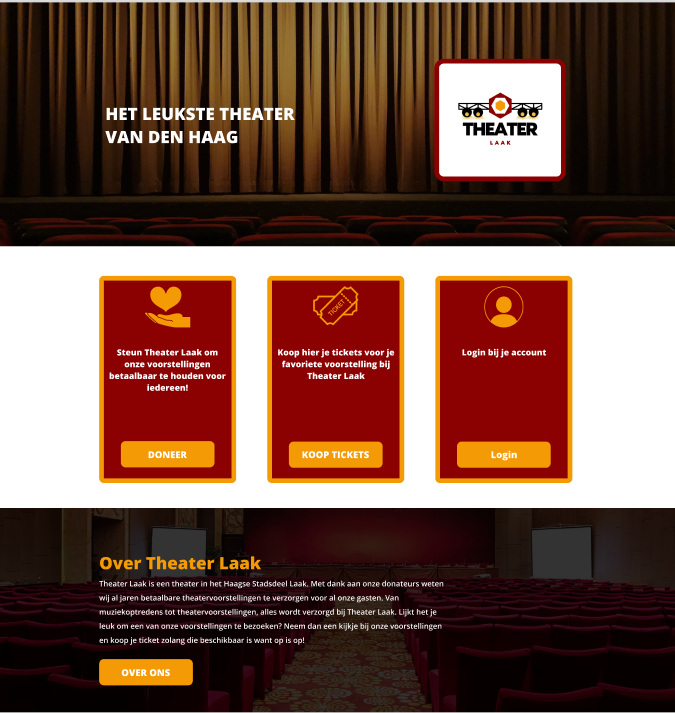 HET LEUKSTE THEATER
VAN DEN HAAG
THEATER
LAAK
Steun Theater Laak om
onze voorstellingen
betaalbaar te houden voor
iedereen!
DONEER
TICKET
Koop hier je tickets voor je
favoriete voorstelling bij
Theater Laak
KOOP TICKETS
Login bij je account
Login
Over Theater Laak
Theater Laak is een theater in het Haagse Stadsdeel Laak. Met dank aan onze donateurs weten
wij al jaren betaalbare theatervoorstellingen te verzorgen voor al onze gasten. Van
muziekoptredens tot theatervoorstellingen, alles wordt verzorgd bij Theater Laak. Lijkt het je
leuk om een van onze voorstellingen te bezoeken? Neem dan een kijkje bij onze voorstellingen
en koop je ticket zolang die beschikbaar is want op is op!
OVER ONS